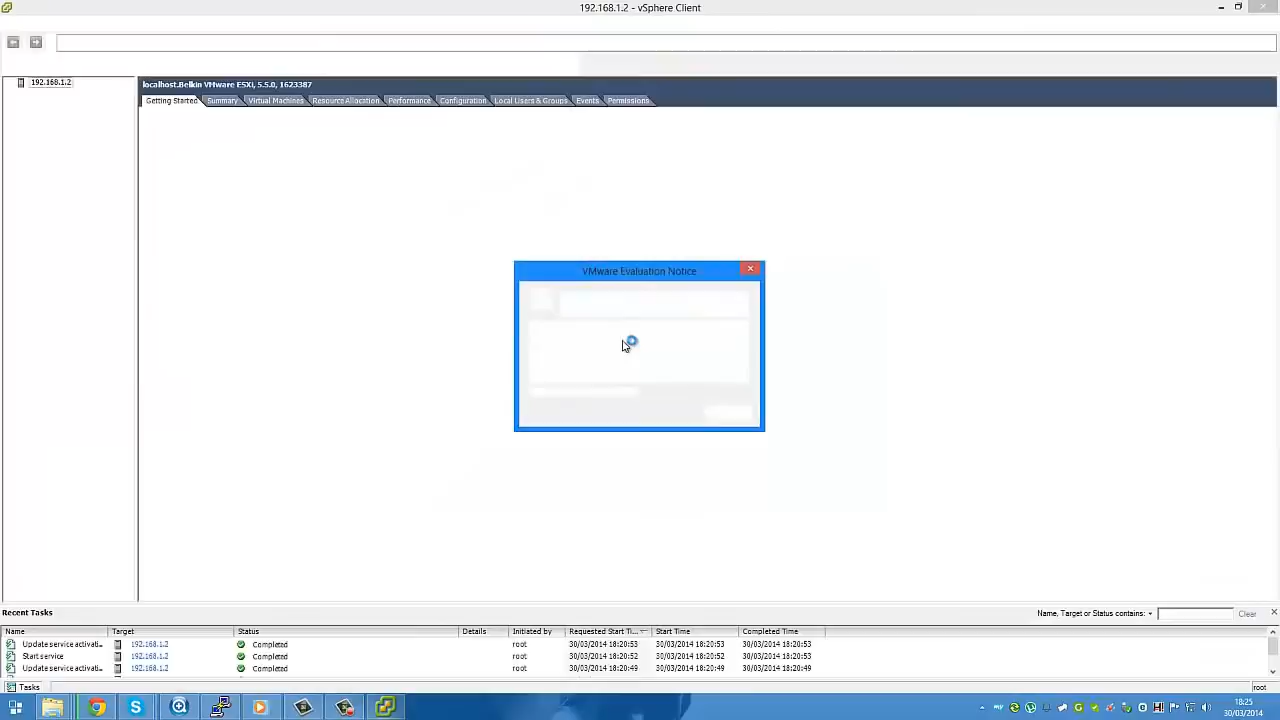 192.168.1.2 - vSphere Client
192.168.1.2
localhost.Belkin VMware ESXi, 5.5.0, 1623387
Getting Started Summary Virtual Machines Resource Allocation Performance Configuration Local Users & Groups Events Permissions
VMware Evaluation Notice
Recent Tasks
Name, Target or Status contains:
Clear
Name Target Status Details Initiated by Requested Start Ti... Start Time Completed Time
Update service activati... 192.168.1.2 Completed root 30/03/2014 18:20:53 30/03/2014 18:20:53 30/03/2014 18:20:53
Start service 192.168.1.2 Completed root 30/03/2014 18:20:52 30/03/2014 18:20:52 30/03/2014 18:20:53
Update service activati... 192.168.1.2 Completed root 30/03/2014 18:20:49 30/03/2014 18:20:49 30/03/2014 18:20:49
Tasks
root
18:25
30/03/2014